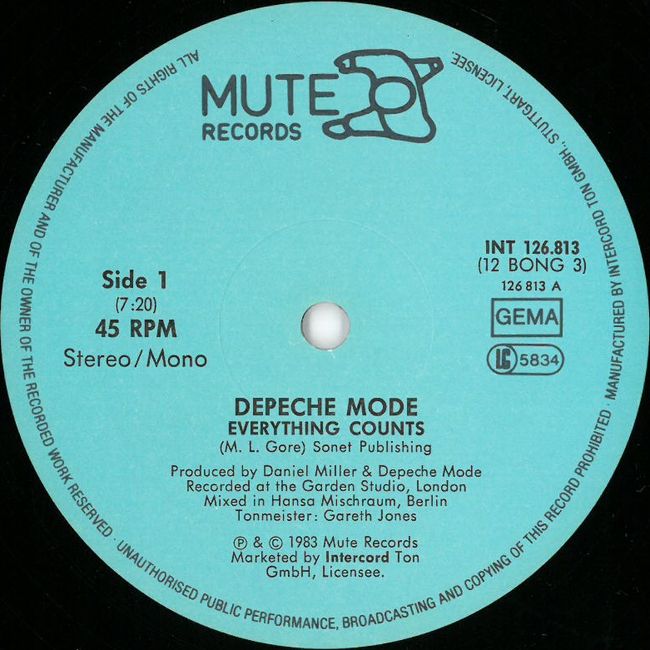 MUTE
RECORDS
INT 126.813
(12 BONG 3)
126 813 A
GEMA
LC 5834
Side 1
(7:20)
45 RPM
Stereo/Mono
DEPECHE MODE
EVERYTHING COUNTS
(M. L. Gore) Sonet Publishing
Produced by Daniel Miller & Depeche Mode
Recorded at the Garden Studio, London
Mixed in Hansa Mischraum, Berlin
Tonmeister: Gareth Jones
℗ & © 1983 Mute Records
Marketed by Intercord Ton
GmbH, Licensee.
ALL RIGHTS OF THE MANUFACTURER AND OF THE OWNER OF THE RECORDED WORK RESERVED · UNAUTHORISED PUBLIC PERFORMANCE, BROADCASTING AND COPYING OF THIS RECORD PROHIBITED · MANUFACTURED BY INTERCORD TON GMBH, STUTTGART, LICENSEE.